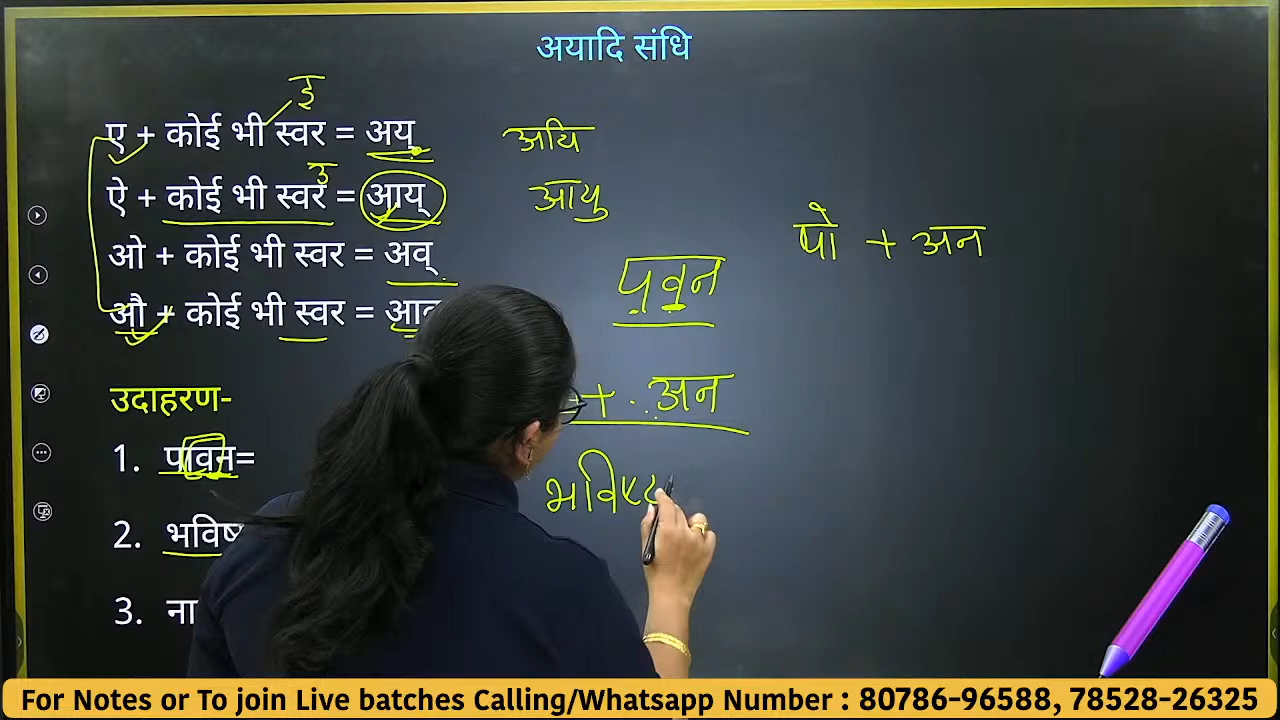 अयादि संधि
इ
ए + कोई भी स्वर = अय् अयि
उ
ऐ + कोई भी स्वर = आय् आयु
पो + अन
ओ + कोई भी स्वर = अव्
पवन
औ + कोई भी स्वर =
+ अन
उदाहरण-
1. पावन=
भविष्य
2.
3.
For Notes or To join Live batches Calling/Whatsapp Number : 80786-96588, 78528-26325